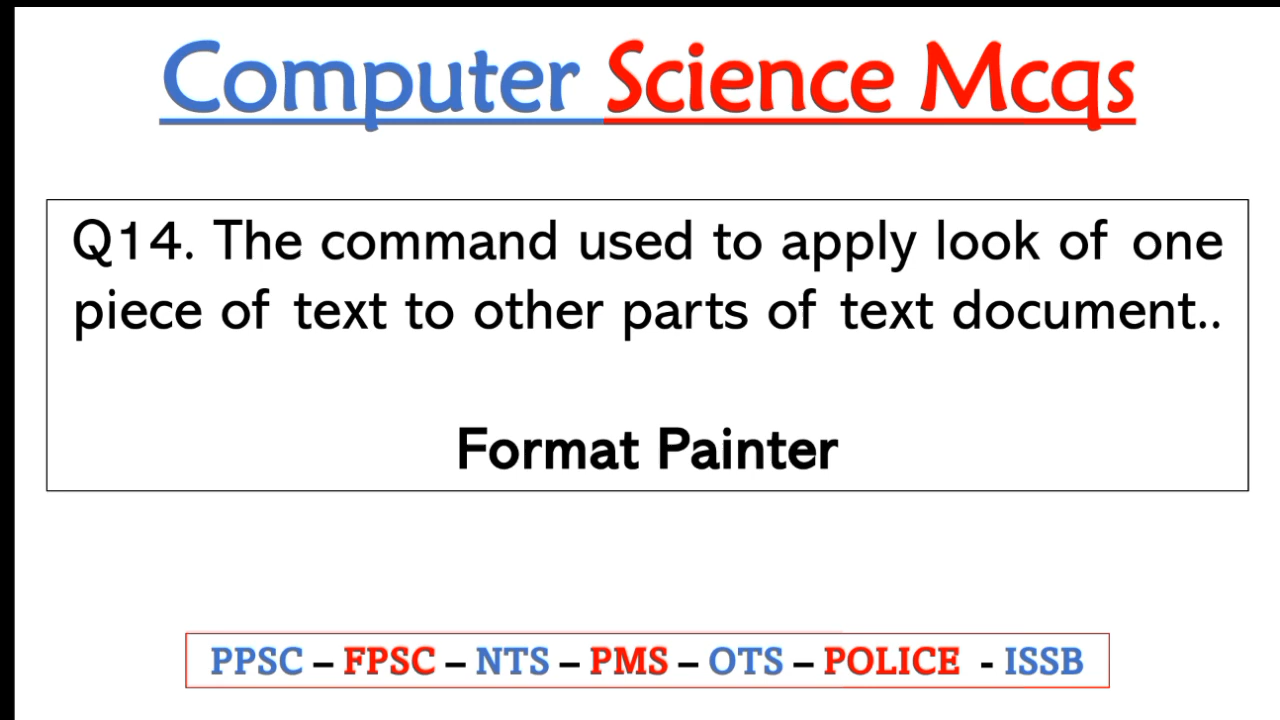 Computer Science Mcqs
Q14. The command used to apply look of one
piece of text to other parts of text document..
Format Painter
PPSC – FPSC – NTS – PMS – OTS – POLICE - ISSB